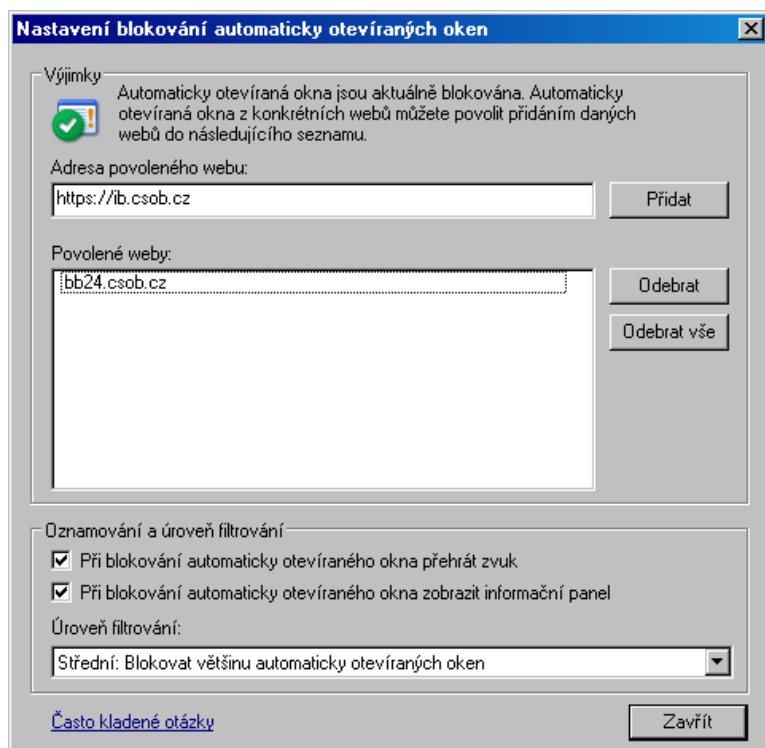 Nastavení blokování automaticky otevíraných oken
Výjimky
Automaticky otevíraná okna jsou aktuálně blokována. Automaticky
otevíraná okna z konkrétních webů můžete povolit přidáním daných
webů do následujícího seznamu.
Adresa povoleného webu:
https://ib.csob.cz
Přidat
Povolené weby:
bb24.csob.cz
Odebrat
Odebrat vše
Oznamování a úroveň filtrování
Při blokování automaticky otevíraného okna přehrát zvuk
Při blokování automaticky otevíraného okna zobrazit informační panel
Úroveň filtrování:
Střední: Blokovat většinu automaticky otevíraných oken
Často kladené otázky
Zavřít